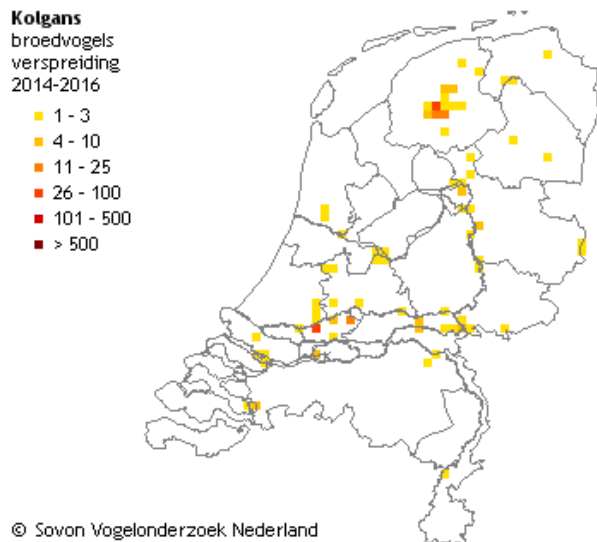 Kolgans
broedvogels
verspreiding
2014-2016
1 - 3
4 - 10
11 - 25
26 - 100
101 - 500
> 500
© Sovon Vogelonderzoek Nederland